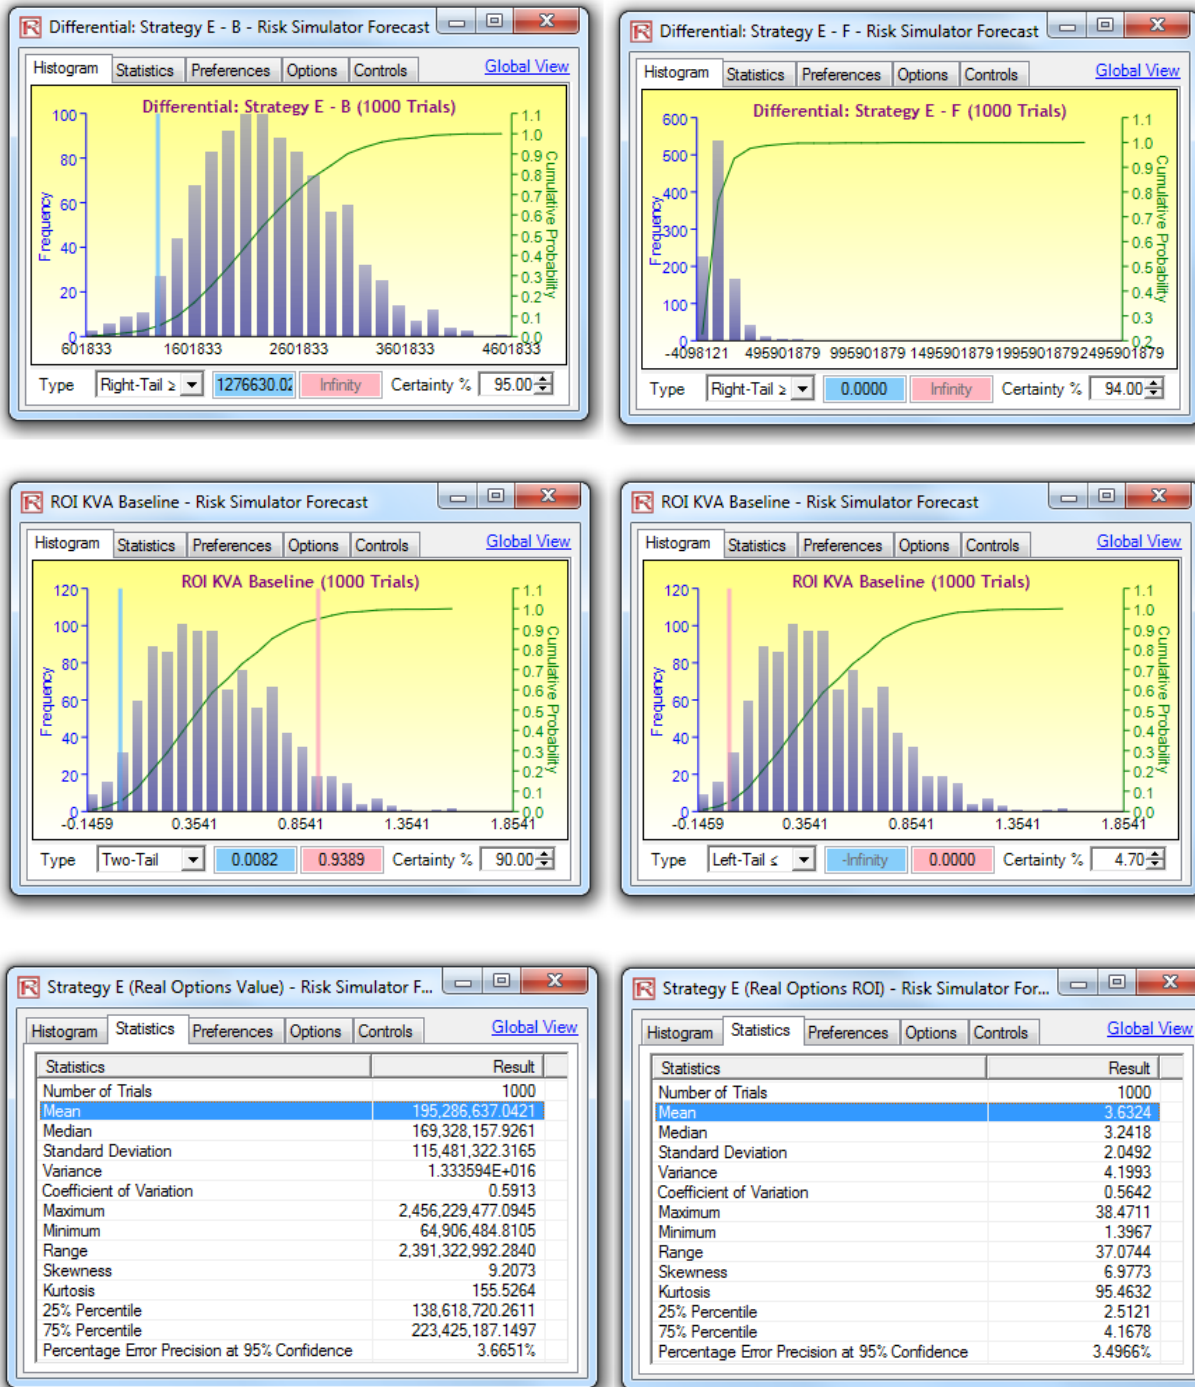 Differential: Strategy E - B - Risk Simulator Forecast
Histogram Statistics Preferences Options Controls Global View
Differential: Strategy E - B (1000 Trials)
100 80 60 40 20 0
Frequency
1.1 1.0 0.9 0.8 0.7 0.6 0.5 0.4 0.3 0.2 0.1 0.0
Cumulative Probability
601833 1601833 2601833 3601833 4601833
Type Right-Tail ≥ 1276630.02 Infinity Certainty % 95.00
Differential: Strategy E - F - Risk Simulator Forecast
Histogram Statistics Preferences Options Controls Global View
Differential: Strategy E - F (1000 Trials)
600 500 400 300 200 100 0
Frequency
1.1 1.0 0.9 0.8 0.7 0.6 0.5 0.4 0.3 0.2
Cumulative Probability
-4098121 495901879 995901879 1495901879 1995901879 2495901879
Type Right-Tail ≥ 0.0000 Infinity Certainty % 94.00
ROI KVA Baseline - Risk Simulator Forecast
Histogram Statistics Preferences Options Controls Global View
ROI KVA Baseline (1000 Trials)
120 100 80 60 40 20 0
Frequency
1.1 1.0 0.9 0.8 0.7 0.6 0.5 0.4 0.3 0.2 0.1 0.0
Cumulative Probability
-0.1459 0.3541 0.8541 1.3541 1.8541
Type Two-Tail 0.0082 0.9389 Certainty % 90.00
ROI KVA Baseline - Risk Simulator Forecast
Histogram Statistics Preferences Options Controls Global View
ROI KVA Baseline (1000 Trials)
120 100 80 60 40 20 0
Frequency
1.1 1.0 0.9 0.8 0.7 0.6 0.5 0.4 0.3 0.2 0.1 0.0
Cumulative Probability
-0.1459 0.3541 0.8541 1.3541 1.8541
Type Left-Tail ≤ -Infinity 0.0000 Certainty % 4.70
Strategy E (Real Options Value) - Risk Simulator F...
Histogram Statistics Preferences Options Controls Global View
Statistics Result
Number of Trials 1000
Mean 195,286,637.0421
Median 169,328,157.9261
Standard Deviation 115,481,322.3165
Variance 1.333594E+016
Coefficient of Variation 0.5913
Maximum 2,456,229,477.0945
Minimum 64,906,484.8105
Range 2,391,322,992.2840
Skewness 9.2073
Kurtosis 155.5264
25% Percentile 138,618,720.2611
75% Percentile 223,425,187.1497
Percentage Error Precision at 95% Confidence 3.6651%
Strategy E (Real Options ROI) - Risk Simulator For...
Histogram Statistics Preferences Options Controls Global View
Statistics Result
Number of Trials 1000
Mean 3.6324
Median 3.2418
Standard Deviation 2.0492
Variance 4.1993
Coefficient of Variation 0.5642
Maximum 38.4711
Minimum 1.3967
Range 37.0744
Skewness 6.9773
Kurtosis 95.4632
25% Percentile 2.5121
75% Percentile 4.1678
Percentage Error Precision at 95% Confidence 3.4966%